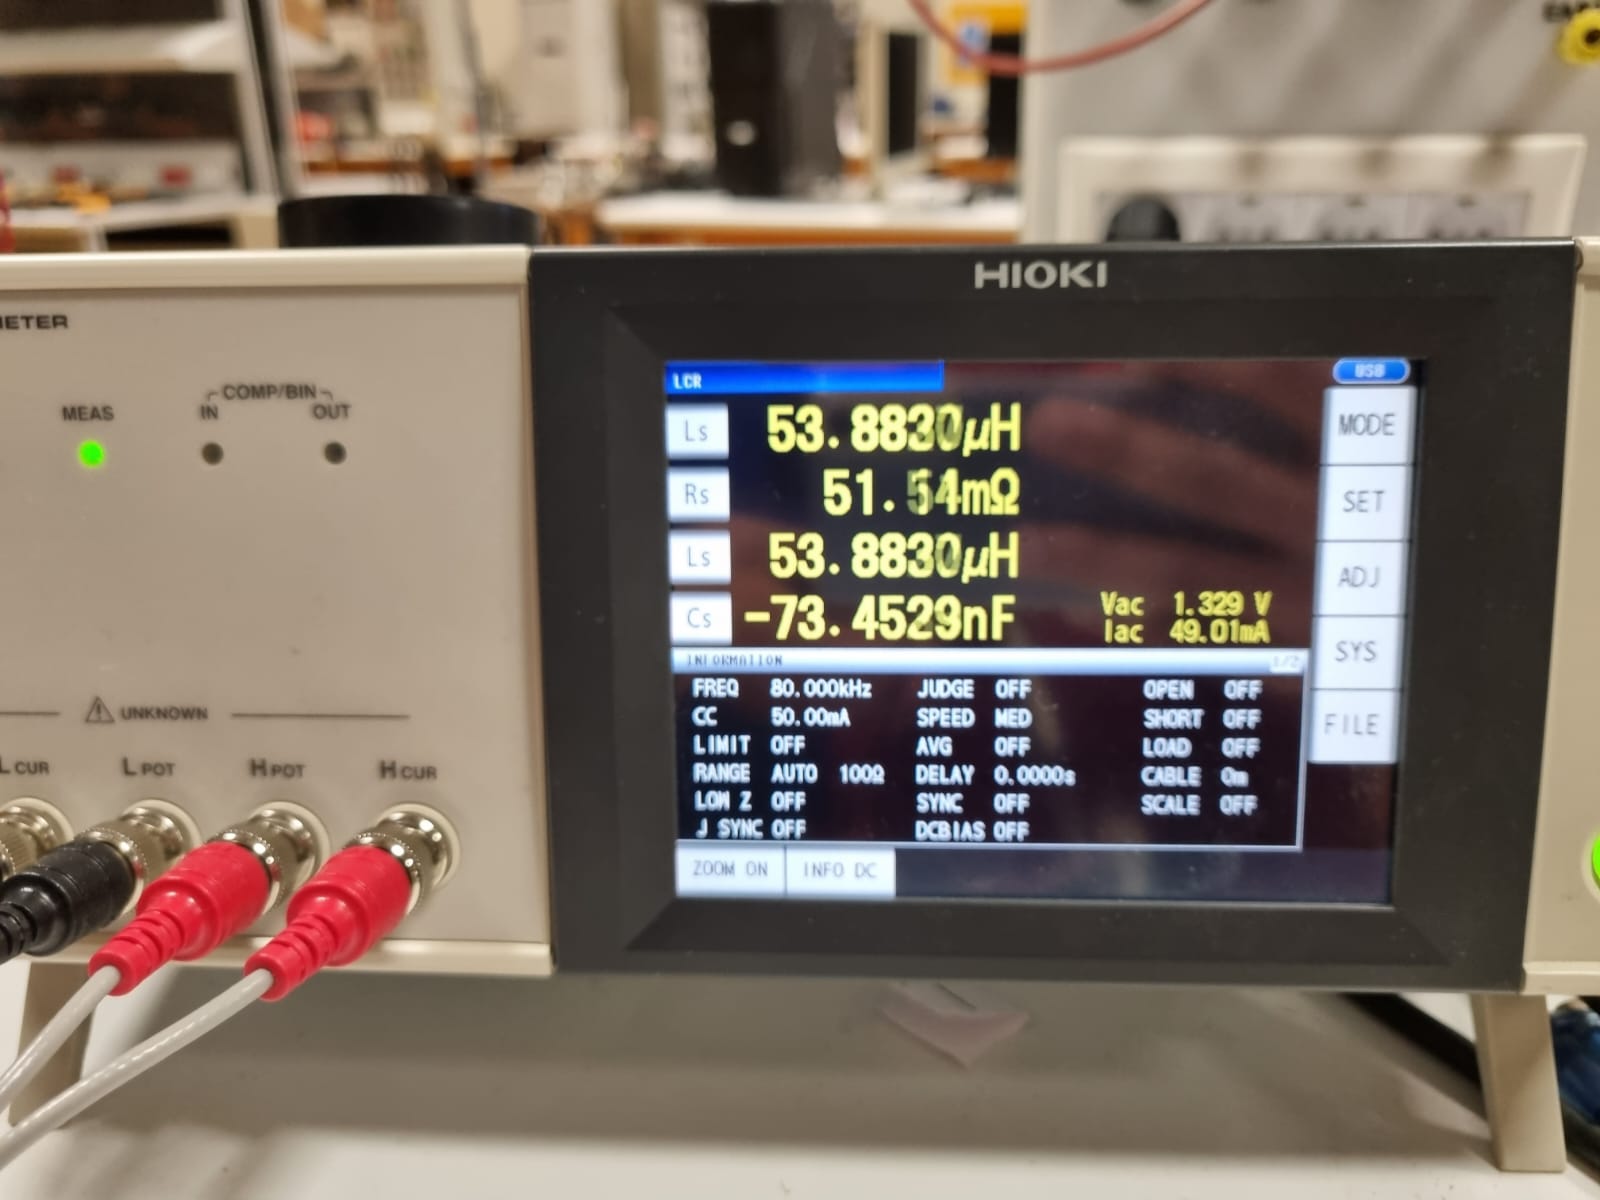 HIOKI
METER
COMP/BIN
MEAS IN OUT
UNKNOWN
L CUR L POT H POT H CUR
LCR
USB
Ls 53.8830μH
Rs
Ls 53.8830μH
Cs -73.4529nF
Vac 1.329 V
Iac 49.01mA
INFORMATION 1/2
FREQ 80.000kHz JUDGE OFF OPEN OFF
CC 50.00mA SPEED MED SHORT OFF
LIMIT OFF AVG OFF LOAD OFF
RANGE AUTO 100Ω DELAY 0.0000s CABLE 0m
LOW Z OFF SYNC OFF SCALE OFF
J SYNC OFF DCBIAS OFF
ZOOM ON INFO DC
MODE
SET
ADJ
SYS
FILE